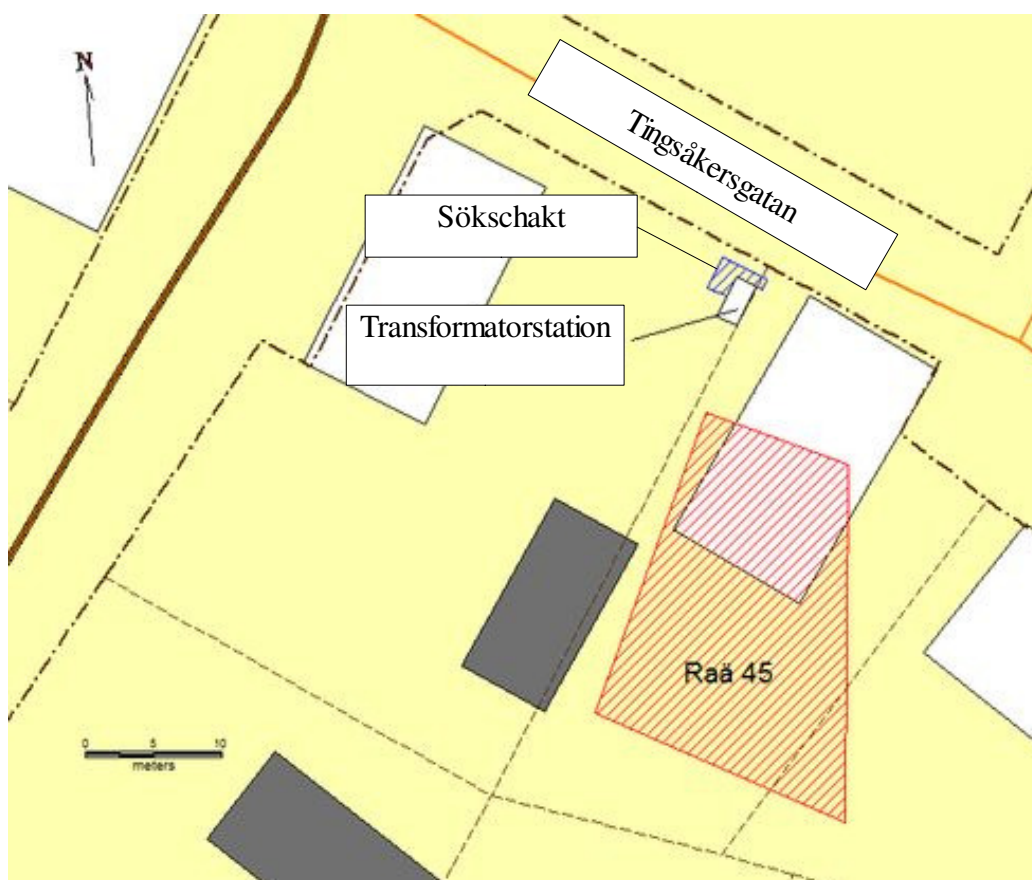 N
Tingsåkersgatan
Sökschakt
Transformatorstation
Raä 45
0 5 10
meters